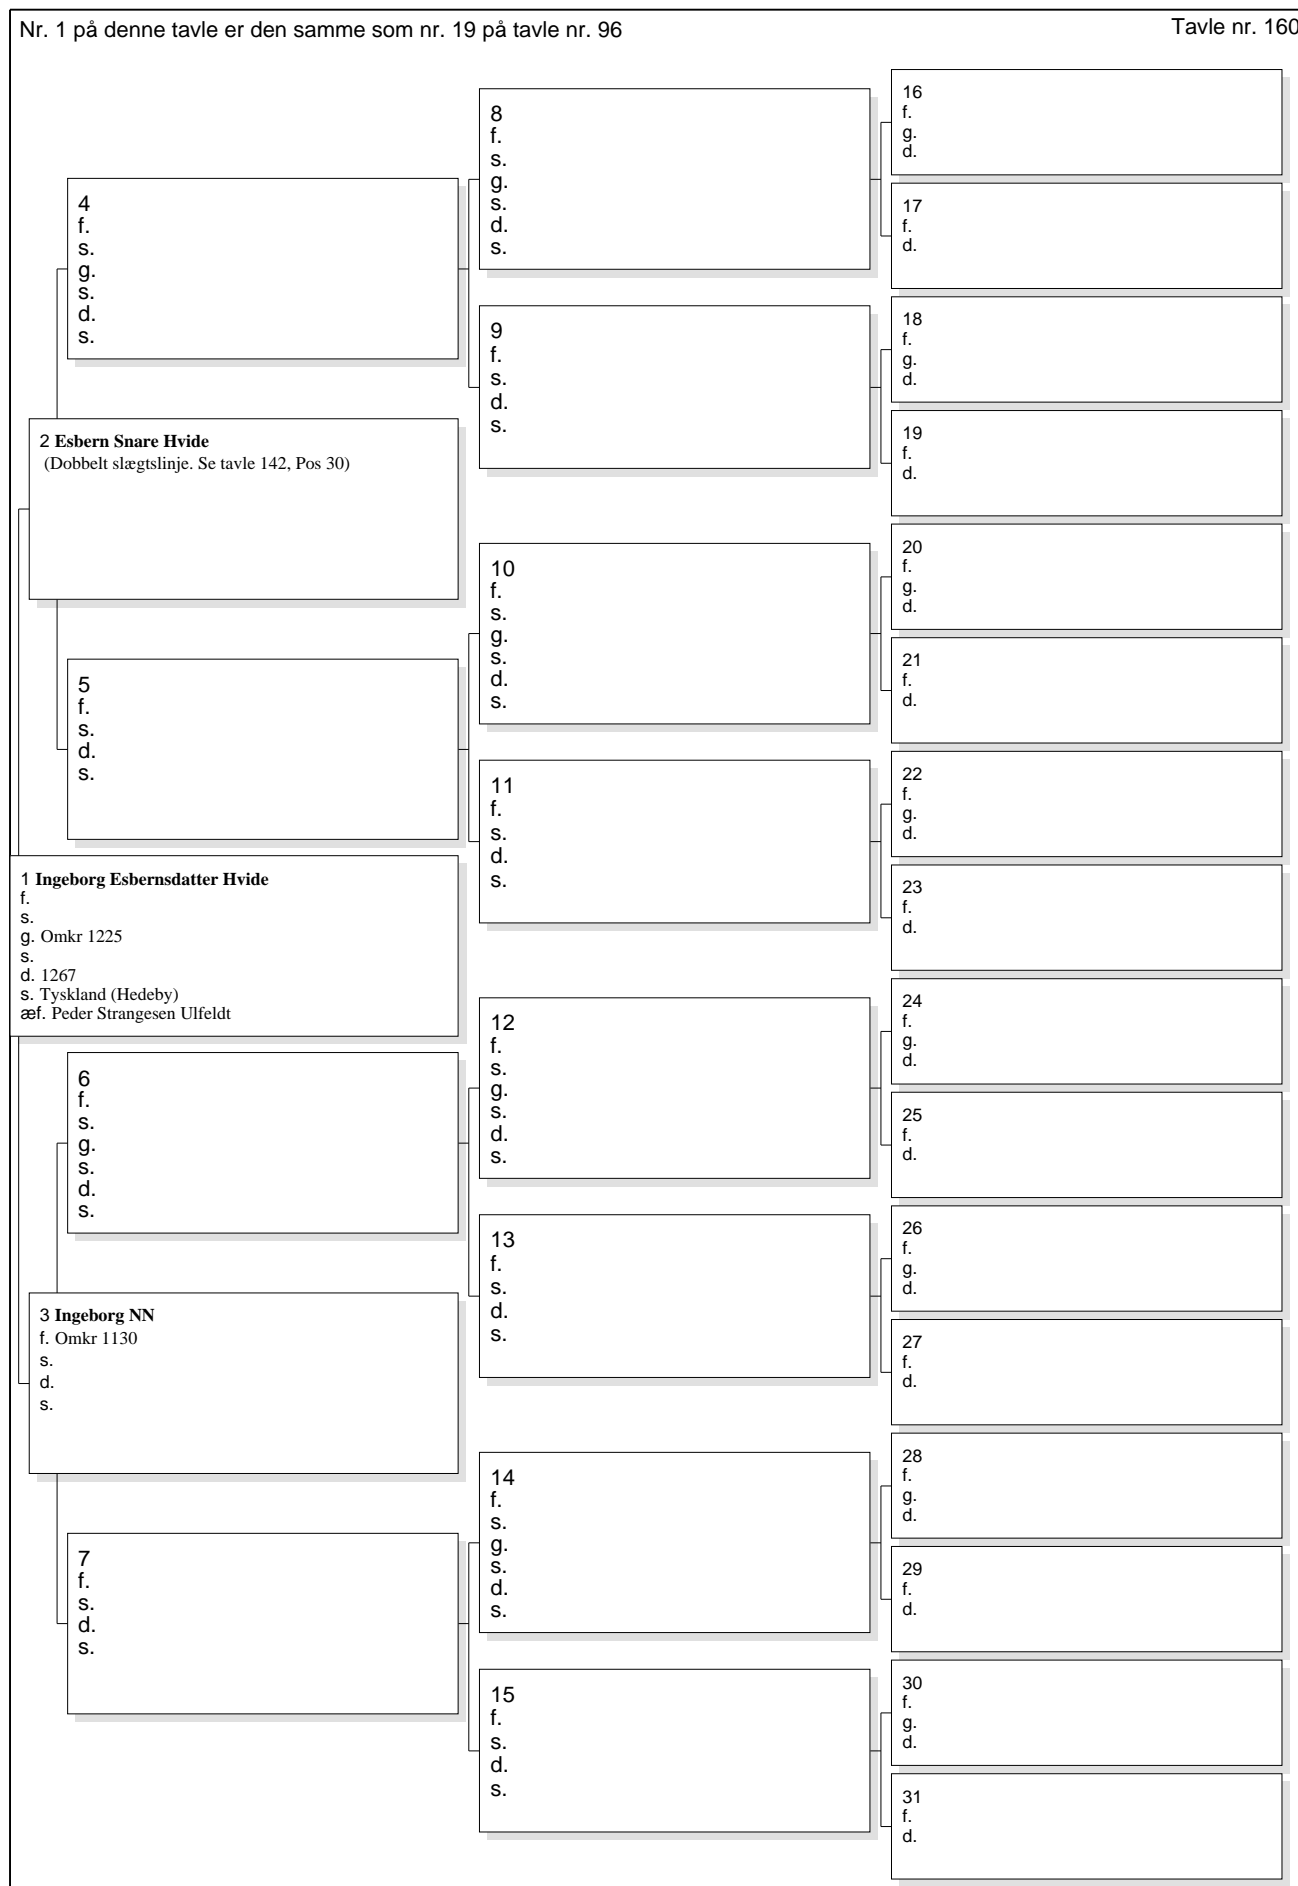 Nr. 1 på denne tavle er den samme som nr. 19 på tavle nr. 96
Tavle nr. 160
4
f.
s.
g.
s.
d.
s.
2 Esbern Snare Hvide
(Dobbelt slægtslinje. Se tavle 142, Pos 30)
5
f.
s.
d.
s.
1 Ingeborg Esbernsdatter Hvide
f.
s.
g. Omkr 1225
s.
d. 1267
s. Tyskland (Hedeby)
æf. Peder Strangesen Ulfeldt
6
f.
s.
g.
s.
d.
s.
3 Ingeborg NN
f. Omkr 1130
s.
d.
s.
7
f.
s.
d.
s.
8
f.
s.
g.
s.
d.
s.
9
f.
s.
d.
s.
10
f.
s.
g.
s.
d.
s.
11
f.
s.
d.
s.
12
f.
s.
g.
s.
d.
s.
13
f.
s.
d.
s.
14
f.
s.
g.
s.
d.
s.
15
f.
s.
d.
s.
16
f.
g.
d.
17
f.
d.
18
f.
g.
d.
19
f.
d.
20
f.
g.
d.
21
f.
d.
22
f.
g.
d.
23
f.
d.
24
f.
g.
d.
25
f.
d.
26
f.
g.
d.
27
f.
d.
28
f.
g.
d.
29
f.
d.
30
f.
g.
d.
31
f.
d.